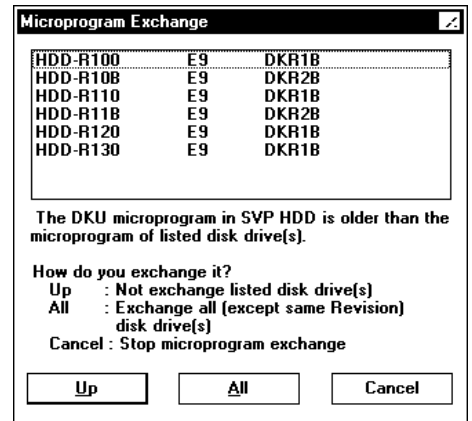 Microprogram Exchange
HDD-R100 E9 DKR1B
HDD-R10B E9 DKR2B
HDD-R110 E9 DKR1B
HDD-R11B E9 DKR2B
HDD-R120 E9 DKR1B
HDD-R130 E9 DKR1B
The DKU microprogram in SVP HDD is older than the
microprogram of listed disk drive(s).
How do you exchange it?
Up : Not exchange listed disk drive(s)
All : Exchange all (except same Revision)
disk drive(s)
Cancel : Stop microprogram exchange
Up All Cancel